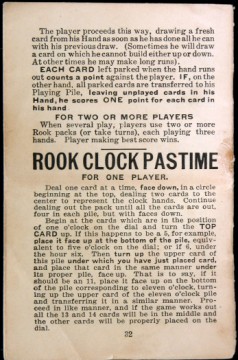 The player proceeds this way, drawing a fresh
card from his Hand as soon as he has done all he can
with his previous draw. (Sometimes he will draw
a card on which he cannot build either up or down.
At other times he may make long runs).
EACH CARD left parked when the hand runs
out counts a point against the player. IF, on the
other hand, all parked cards are transferred to his
Playing Pile, leaving unplayed cards in his
Hand, he scores ONE point for each card in
his hand
FOR TWO OR MORE PLAYERS
When several play, players use two or more
Rook packs (or take turns), each playing three
hands. Player making best score wins.
ROOK CLOCK PASTIME
FOR ONE PLAYER.
Deal one card at a time, face down, in a circle
beginning at the top, dealing two cards to the
center to represent the clock hands. Continue
dealing out the pack until all the cards are out,
four in each pile, but with faces down.
Begin at the cards which are in the position
of one o'clock on the dial and turn the TOP
CARD up. If this happens to be a 5, for example,
place it face up at the bottom of the pile, equiv-
alent to five o'clock on the dial; or if 6, under
the hour six. Then turn up the upper card of
this pile under which you have just placed card,
and place that card in the same manner under
its proper pile, face up. That is to say, if it
should be an 11, place it face up on the bottom
of the pile corresponding to eleven o'clock, turn-
ing up the upper card of the eleven o'clock pile
and transferring it in a similar manner. Pro-
ceed in like manner, and if the game works out
all the 13 and 14 cards will be in the middle and
the other cards will be properly placed on the
dial.
32